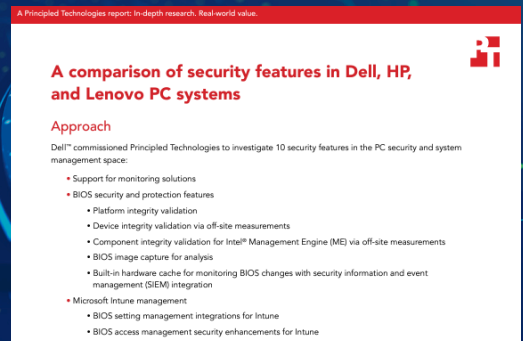 A Principled Technologies report: In-depth research. Real-world value.
PT
A comparison of security features in Dell, HP,
and Lenovo PC systems
Approach
Dell™ commissioned Principled Technologies to investigate 10 security features in the PC security and system
management space:
• Support for monitoring solutions
• BIOS security and protection features
• Platform integrity validation
• Device integrity validation via off-site measurements
• Component integrity validation for Intel® Management Engine (ME) via off-site measurements
• BIOS image capture for analysis
• Built-in hardware cache for monitoring BIOS changes with security information and event
management (SIEM) integration
• Microsoft Intune management
• BIOS setting management integrations for Intune
• BIOS access management security enhancements for Intune